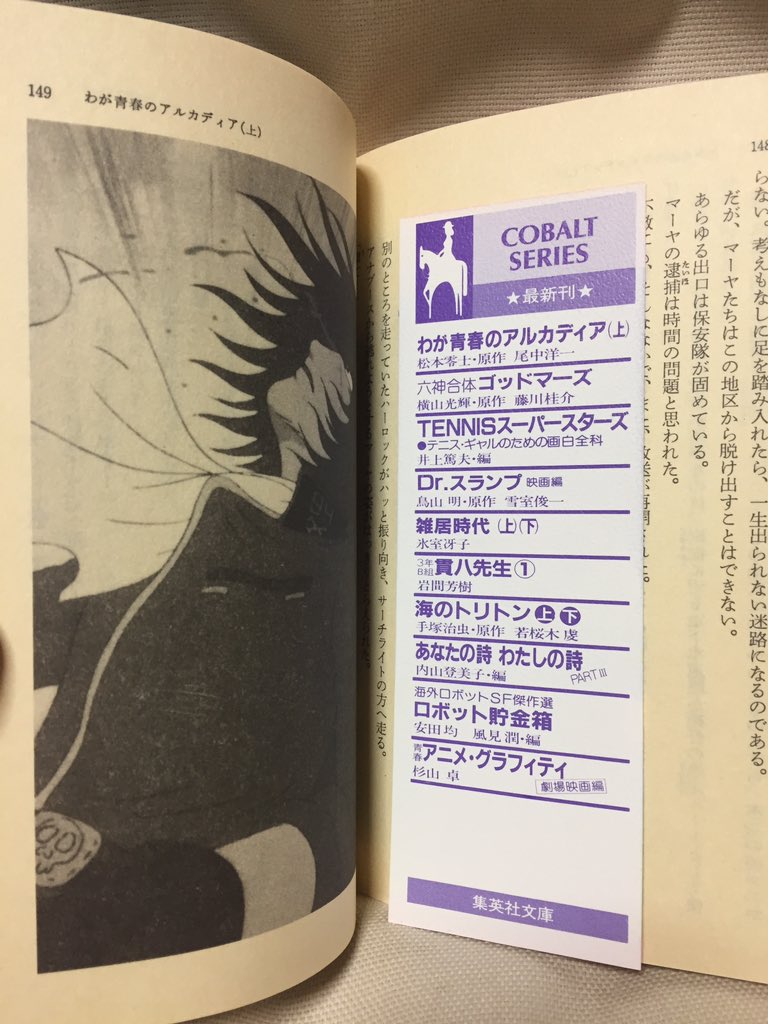 149
わが青春のアルカディア(上)
別のところを走っていたハーロックがハッと振り向き、サーチライトの方へ走る。
COBALT
SERIES
★最新刊★
わが青春のアルカディア(上)
松本零士・原作 尾中洋一
六神合体ゴッドマーズ
横山光輝・原作 藤川桂介
TENNISスーパースターズ
●テニス・ギャルのための面白全科
井上篤夫・編
Dr.スランプ 映画編
鳥山 明・原作 雪室俊一
雑居時代(上)(下)
氷室冴子
3年B組貫八先生①
岩間芳樹
海のトリトン上下
手塚治虫・原作 若桜木 虔
あなたの詩 わたしの詩
内山登美子・編
PART III
海外ロボットSF傑作選
ロボット貯金箱
安田 均 風見 潤・編
青春アニメ・グラフィティ
杉山 卓
劇場映画編
集英社文庫
148
らない。考えもなしに足を踏み入れたら、一生出られない迷路になるのである。
だが、マーヤたちはこの地区から脱け出すことはできない。
あらゆる出口は保安隊が固めている。
マーヤの逮捕は時間の問題と思われた。
たいほ